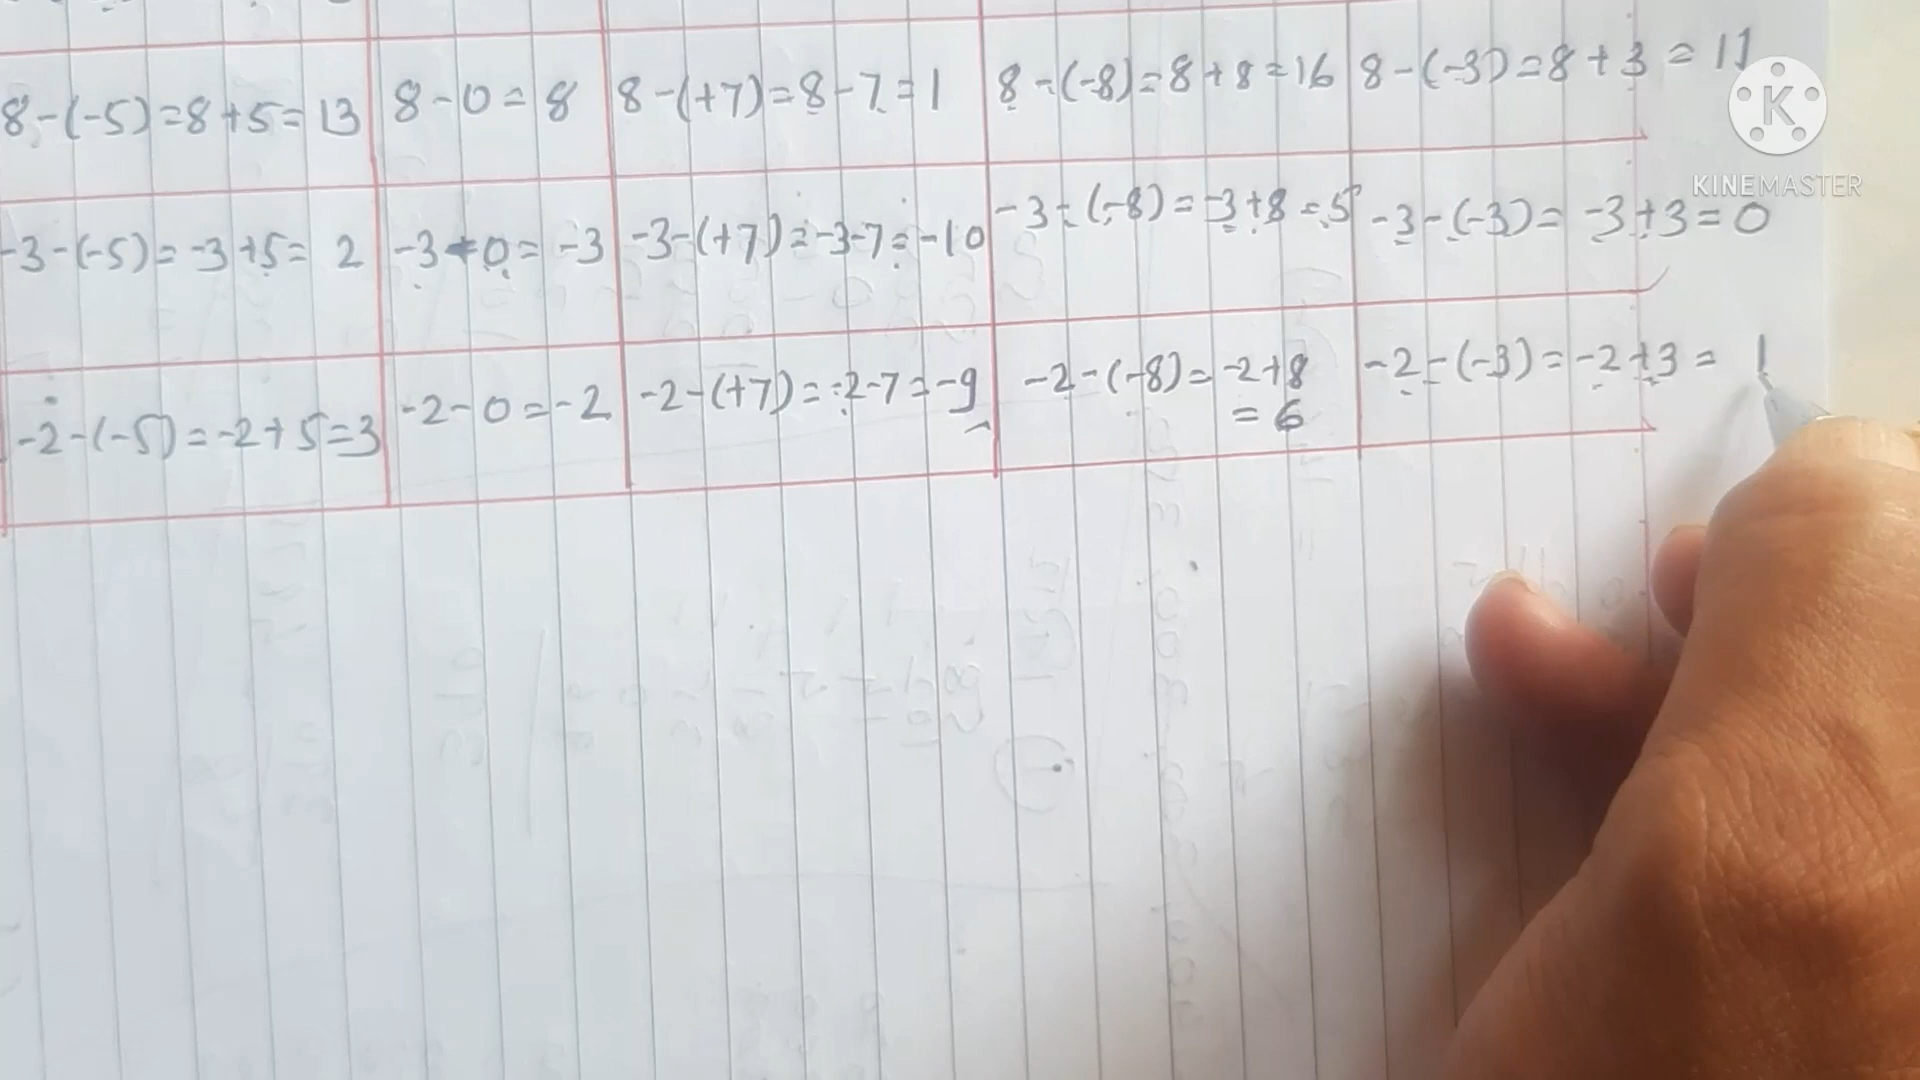 8-(-5)=8+5=13 8-0=8 8-(+7)=8-7=1 8-(-8)=8+8=16 8-(-3)=8+3=11
-3-(-5)=-3+5=2 -3-0=-3 -3-(+7)=-3-7=-10 -3-(-8)=-3+8=5 -3-(-3)=-3+3=0
-2-(-5)=-2+5=3 -2-0=-2 -2-(+7)=-2-7=-9 -2-(-8)=-2+8 -2-(-3)=-2+3=1
=6
K
KINEMASTER